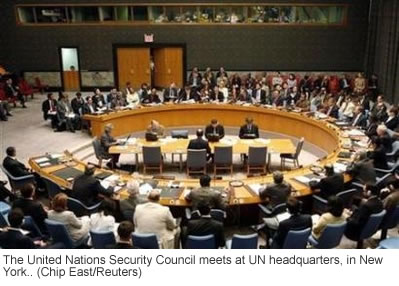 The United Nations Security Council meets at UN headquarters, in New
York.. (Chip East/Reuters)